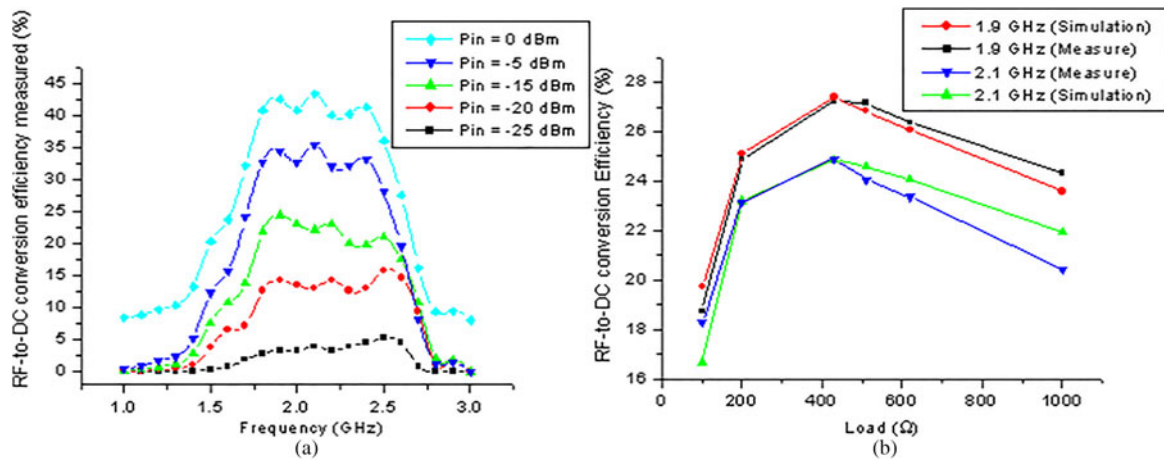 RF-to-DC conversion efficiency measured (%)
Pin = 0 dBm
Pin = -5 dBm
Pin = -15 dBm
Pin = -20 dBm
Pin = -25 dBm
45
40
35
30
25
20
15
10
5
0
1.0
1.5
2.0
2.5
3.0
Frequency (GHz)
(a)
RF-to-DC conversion Efficiency (%)
1.9 GHz (Simulation)
1.9 GHz (Measure)
2.1 GHz (Measure)
2.1 GHz (Simulation)
28
26
24
22
20
18
16
0
200
400
600
800
1000
Load (Ω)
(b)